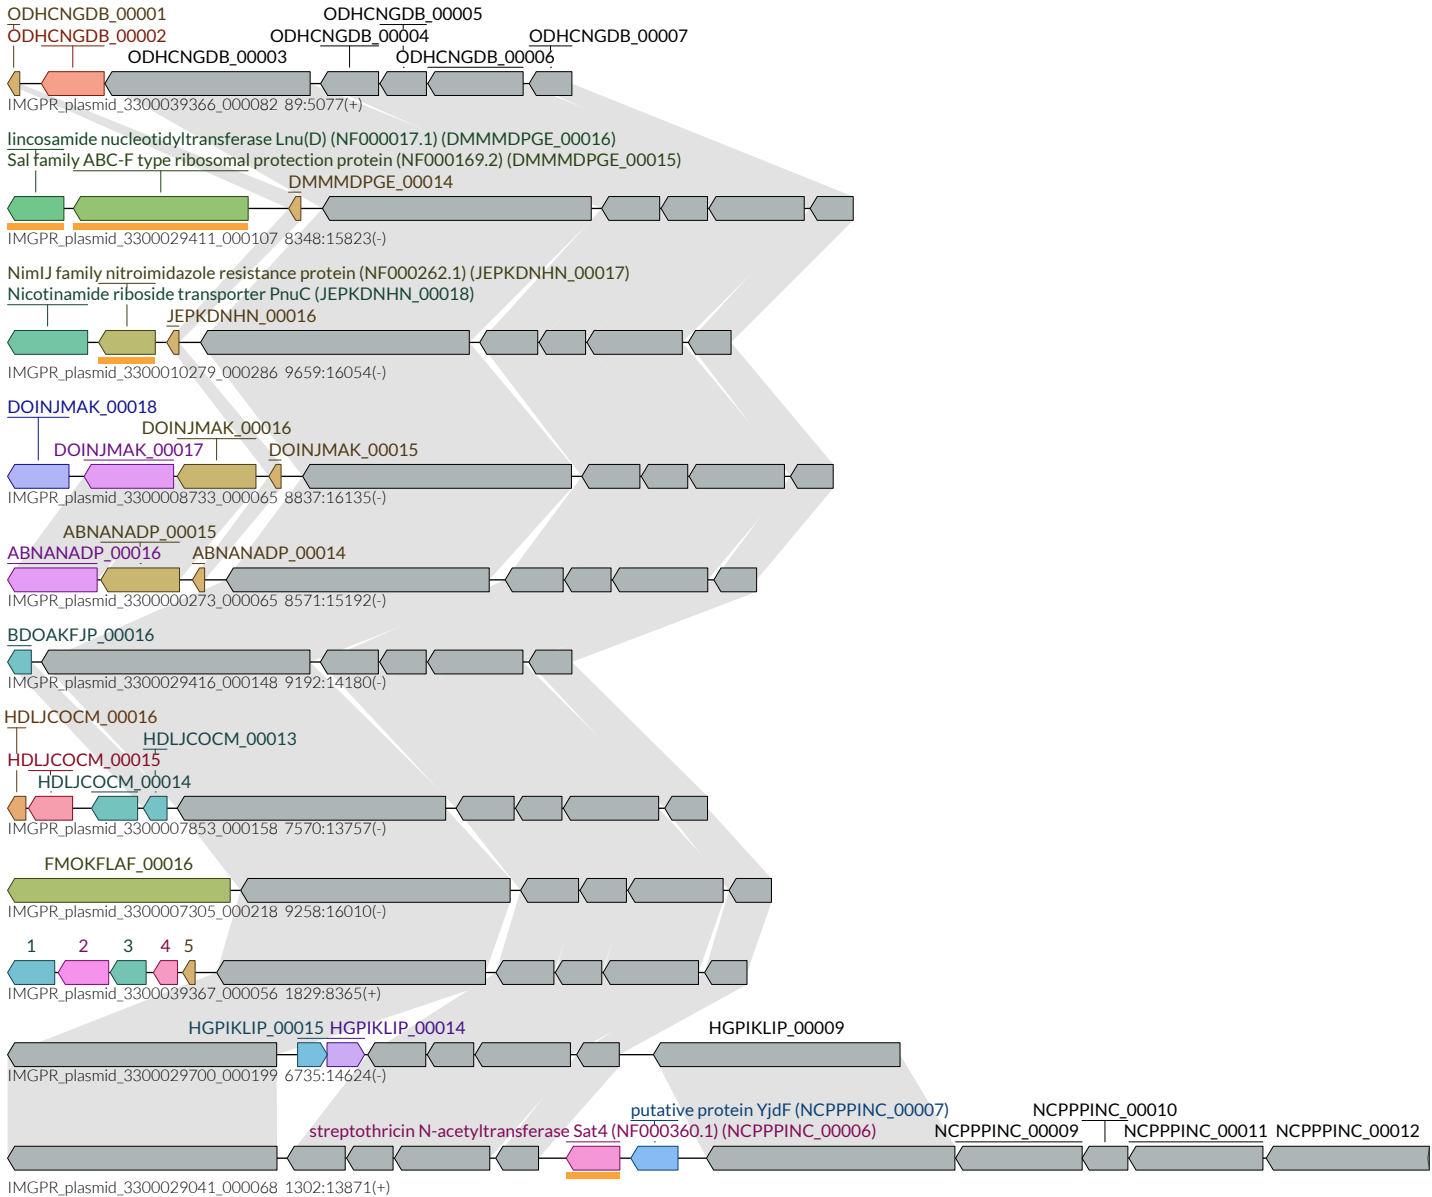 ODHCNGDB_00001
ODHCNGDB_00005
ODHCNGDB_00002
ODHCNGDB_00004
ODHCNGDB_00007
ODHCNGDB_00003
ODHCNGDB_00006
IMGPR_plasmid_3300039366_000082 89:5077(+)
lincosamide nucleotidyltransferase Lnu(D) (NF000017.1) (DMMMDPGE_00016)
Sal family ABC-F type ribosomal protection protein (NF000169.2) (DMMMDPGE_00015)
DMMMDPGE_00014
IMGPR_plasmid_3300029411_000107 8348:15823(-)
NimIJ family nitroimidazole resistance protein (NF000262.1) (JEPKDNHN_00017)
Nicotinamide riboside transporter PnuC (JEPKDNHN_00018)
JEPKDNHN_00016
IMGPR_plasmid_3300010279_000286 9659:16054(-)
DOINJMAK_00018
DOINJMAK_00016
DOINJMAK_00017
DOINJMAK_00015
IMGPR_plasmid_3300008733_000065 8837:16135(-)
ABNANADP_00015
ABNANADP_00016
ABNANADP_00014
IMGPR_plasmid_3300000273_000065 8571:15192(-)
BDOAKFJP_00016
IMGPR_plasmid_3300029416_000148 9192:14180(-)
HDLJCOCM_00016
HDLJCOCM_00013
HDLJCOCM_00015
HDLJCOCM_00014
IMGPR_plasmid_3300007853_000158 7570:13757(-)
FMOKFLAF_00016
IMGPR_plasmid_3300007305_000218 9258:16010(-)
1 2 3 4 5
IMGPR_plasmid_3300039367_000056 1829:8365(+)
HGPIKLIP_00015 HGPIKLIP_00014
HGPIKLIP_00009
IMGPR_plasmid_3300029700_000199 6735:14624(-)
putative protein YjdF (NCPPPINC_00007)
NCPPPINC_00010
streptothricin N-acetyltransferase Sat4 (NF000360.1) (NCPPPINC_00006)
NCPPPINC_00009
NCPPPINC_00011
NCPPPINC_00012
IMGPR_plasmid_3300029041_000068 1302:13871(+)